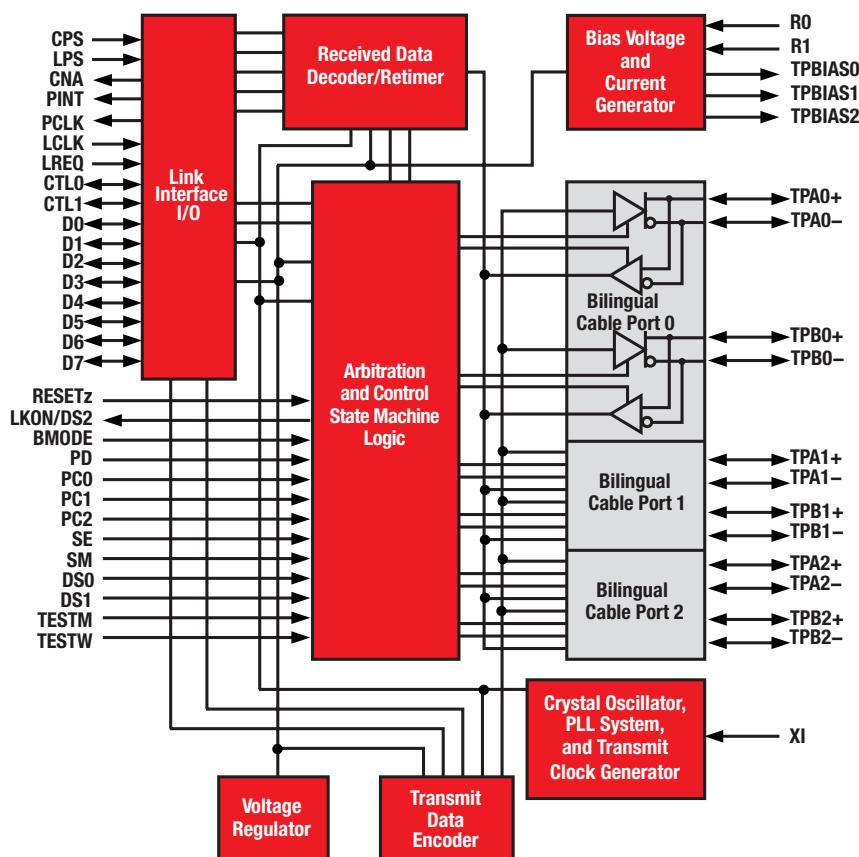 CPS
LPS
CNA
PINT
PCLK
LCLK
LREQ
CTL0
CTL1
D0
D1
D2
D3
D4
D5
D6
D7
RESETz
LKON/DS2
BMODE
PD
PC0
PC1
PC2
SE
SM
DS0
DS1
TESTM
TESTW
Link
Interface
I/O
Received Data
Decoder/Retimer
Arbitration
and Control
State Machine
Logic
Bias Voltage
and
Current
Generator
R0
R1
TPBIAS0
TPBIAS1
TPBIAS2
Bilingual
Cable Port 0
TPA0+
TPA0−
TPB0+
TPB0−
Bilingual
Cable Port 1
TPA1+
TPA1−
TPB1+
TPB1−
Bilingual
Cable Port 2
TPA2+
TPA2−
TPB2+
TPB2−
Crystal Oscillator,
PLL System,
and Transmit
Clock Generator
XI
Voltage
Regulator
Transmit
Data
Encoder